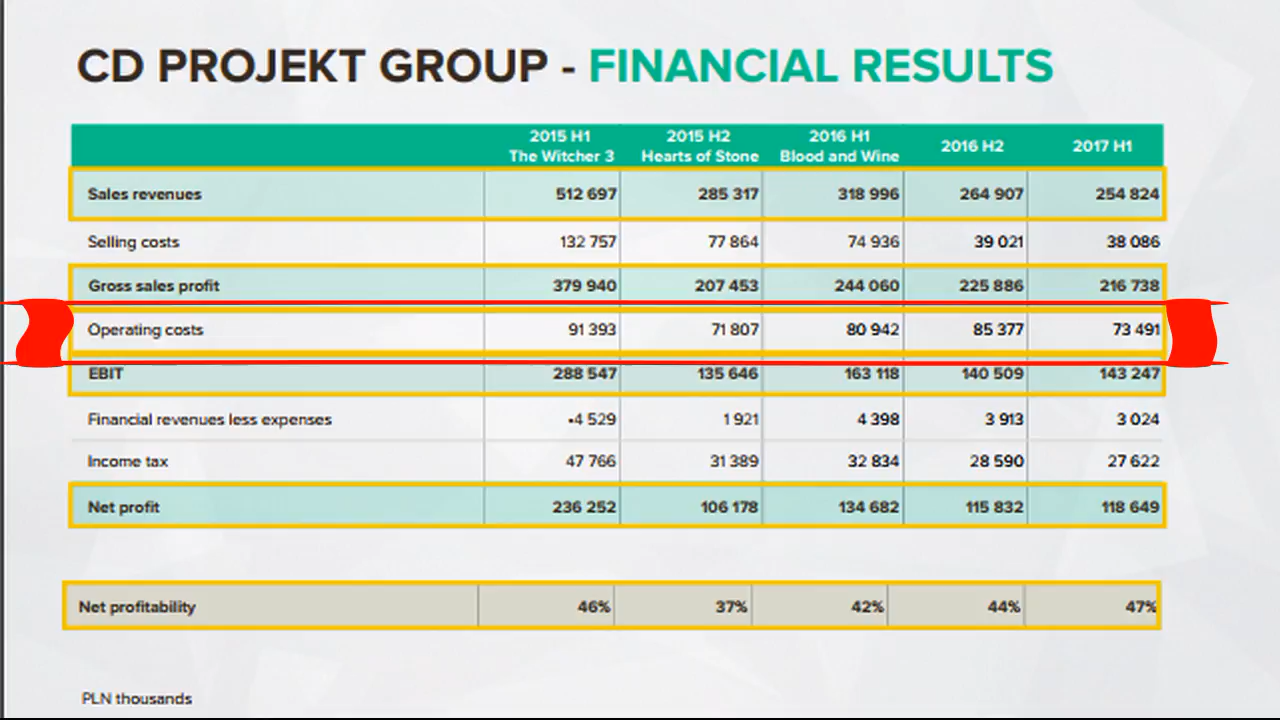 CD PROJEKT GROUP - FINANCIAL RESULTS
2015 H1 2015 H2 2016 H1 2016 H2 2017 H1
The Witcher 3 Hearts of Stone Blood and Wine
Sales revenues 512 697 285 317 318 996 264 907 254 824
Selling costs 132 757 77 864 74 936 39 021 38 086
Gross sales profit 379 940 207 453 244 060 225 886 216 738
Operating costs 91 393 71 807 80 942 85 377 73 491
EBIT 288 547 135 646 163 118 140 509 143 247
Financial revenues less expenses -4 529 1 921 4 398 3 913 3 024
Income tax 47 766 31 389 32 834 28 590 27 622
Net profit 236 252 106 178 134 682 115 832 118 649
Net profitability 46% 37% 42% 44% 47%
PLN thousands